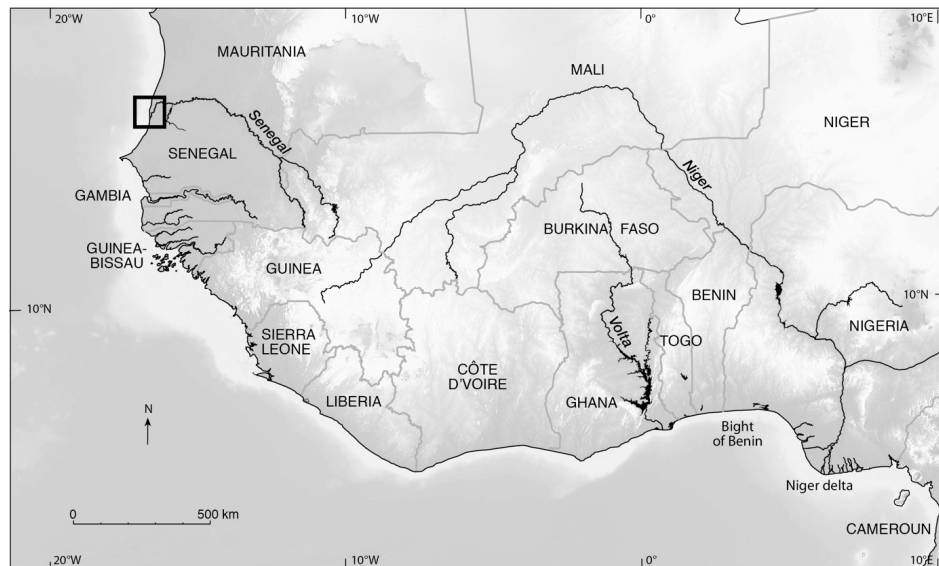 20°W
10°W
0°
10°E
MAURITANIA
MALI
NIGER
Senegal
SENEGAL
Niger
GAMBIA
BURKINA FASO
GUINEA-
BISSAU
GUINEA
BENIN
10°N
10°N
Volta
TOGO
NIGERIA
SIERRA
LEONE
CÔTE
D'VOIRE
LIBERIA
GHANA
N
Bight
of Benin
Niger delta
0
500 km
CAMEROUN
20°W
10°W
0°
10°E